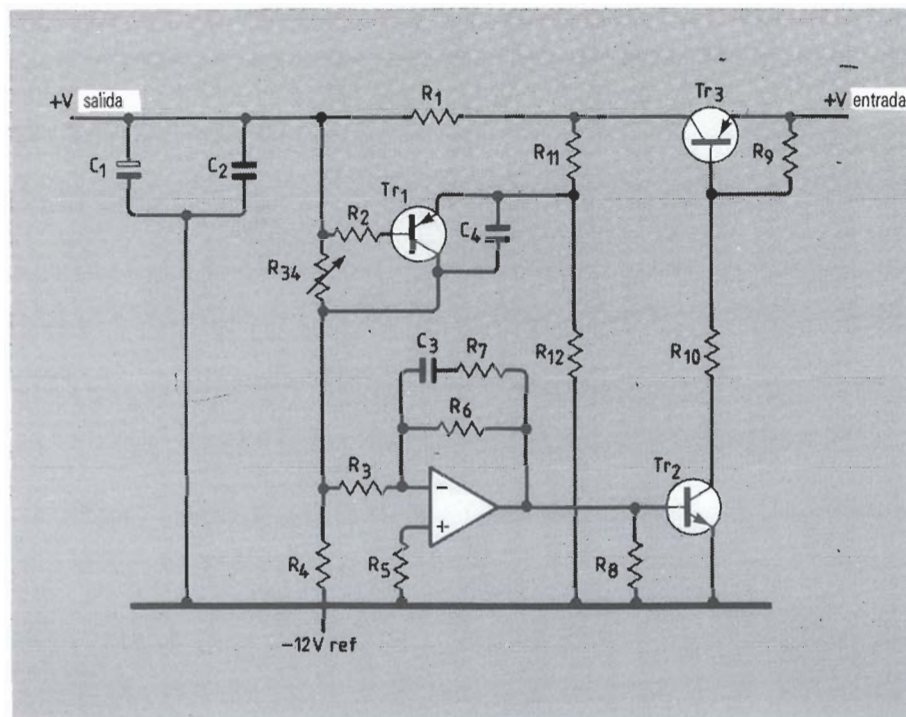 +V salida
R1
Tr3
+V entrada
C1
C2
R11
R9
Tr1
R2
C4
R34
C3
R7
R12
R10
R6
R3
Tr2
-
+
R4
R5
R8
-12V ref